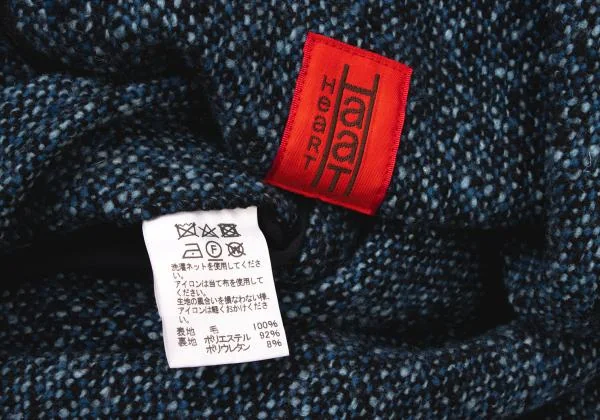 HaaT
HeaRT
F
W
洗濯ネットを使用してくださ
い。
アイロンは当て布を使用して
ください。
生地の風合いを損なわない様、
アイロンは軽くおかけくださ
い。
表地 毛 100%
裏地 ポリエステル 92%
ポリウレタン 8%